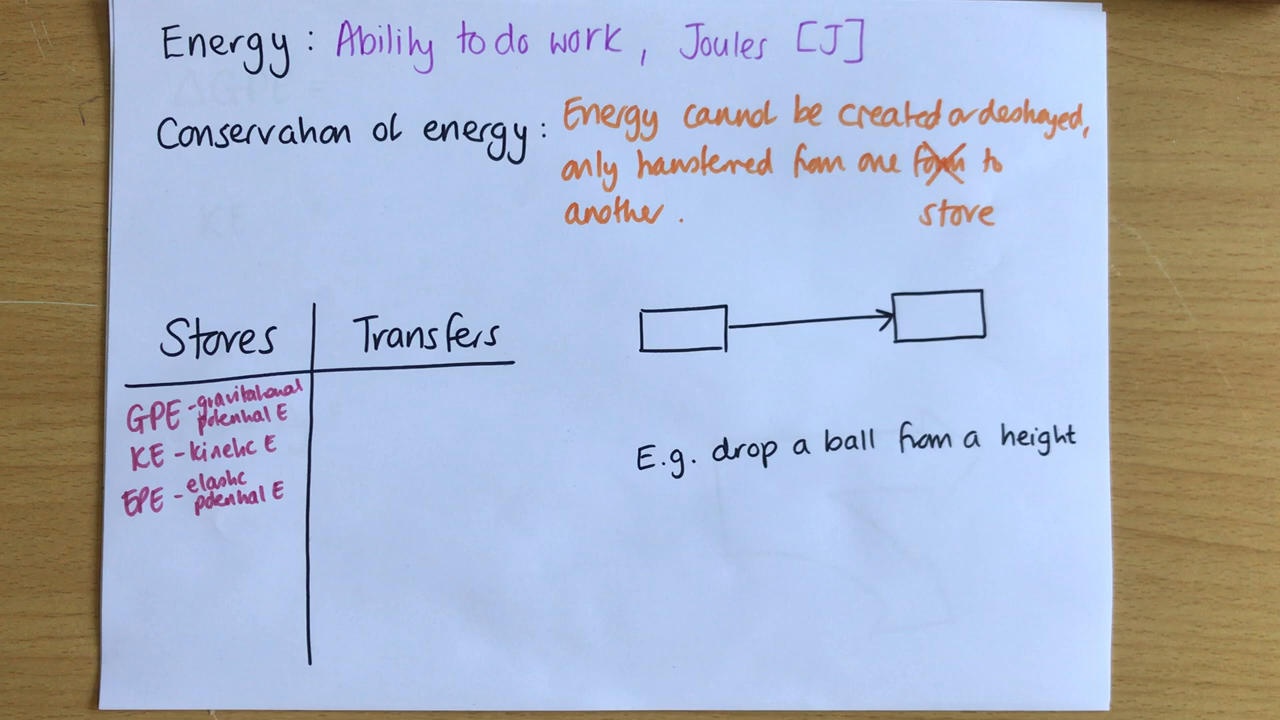 Energy : Ability to do work , Joules [J]
Conservation of energy : Energy cannot be created or destroyed,
only transferred from one form to
another . store
Stores Transfers
GPE - gravitational
potential E
KE - kinetic E
EPE - elastic
potential E
E.g. drop a ball from a height